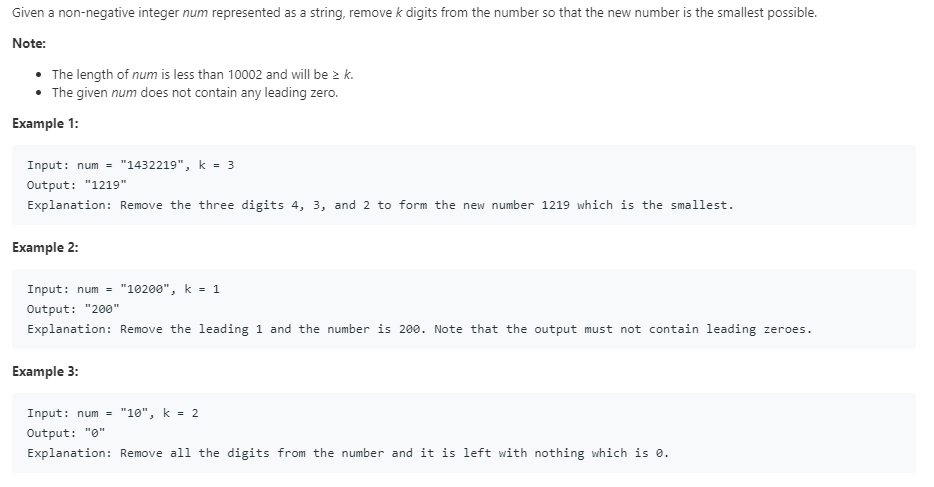 Given a non-negative integer num represented as a string, remove k digits from the number so that the new number is the smallest possible.
Note:
• The length of num is less than 10002 and will be ≥ k.
• The given num does not contain any leading zero.
Example 1:
Input: num = "1432219", k = 3
Output: "1219"
Explanation: Remove the three digits 4, 3, and 2 to form the new number 1219 which is the smallest.
Example 2:
Input: num = "10200", k = 1
Output: "200"
Explanation: Remove the leading 1 and the number is 200. Note that the output must not contain leading zeroes.
Example 3:
Input: num = "10", k = 2
Output: "0"
Explanation: Remove all the digits from the number and it is left with nothing which is 0.